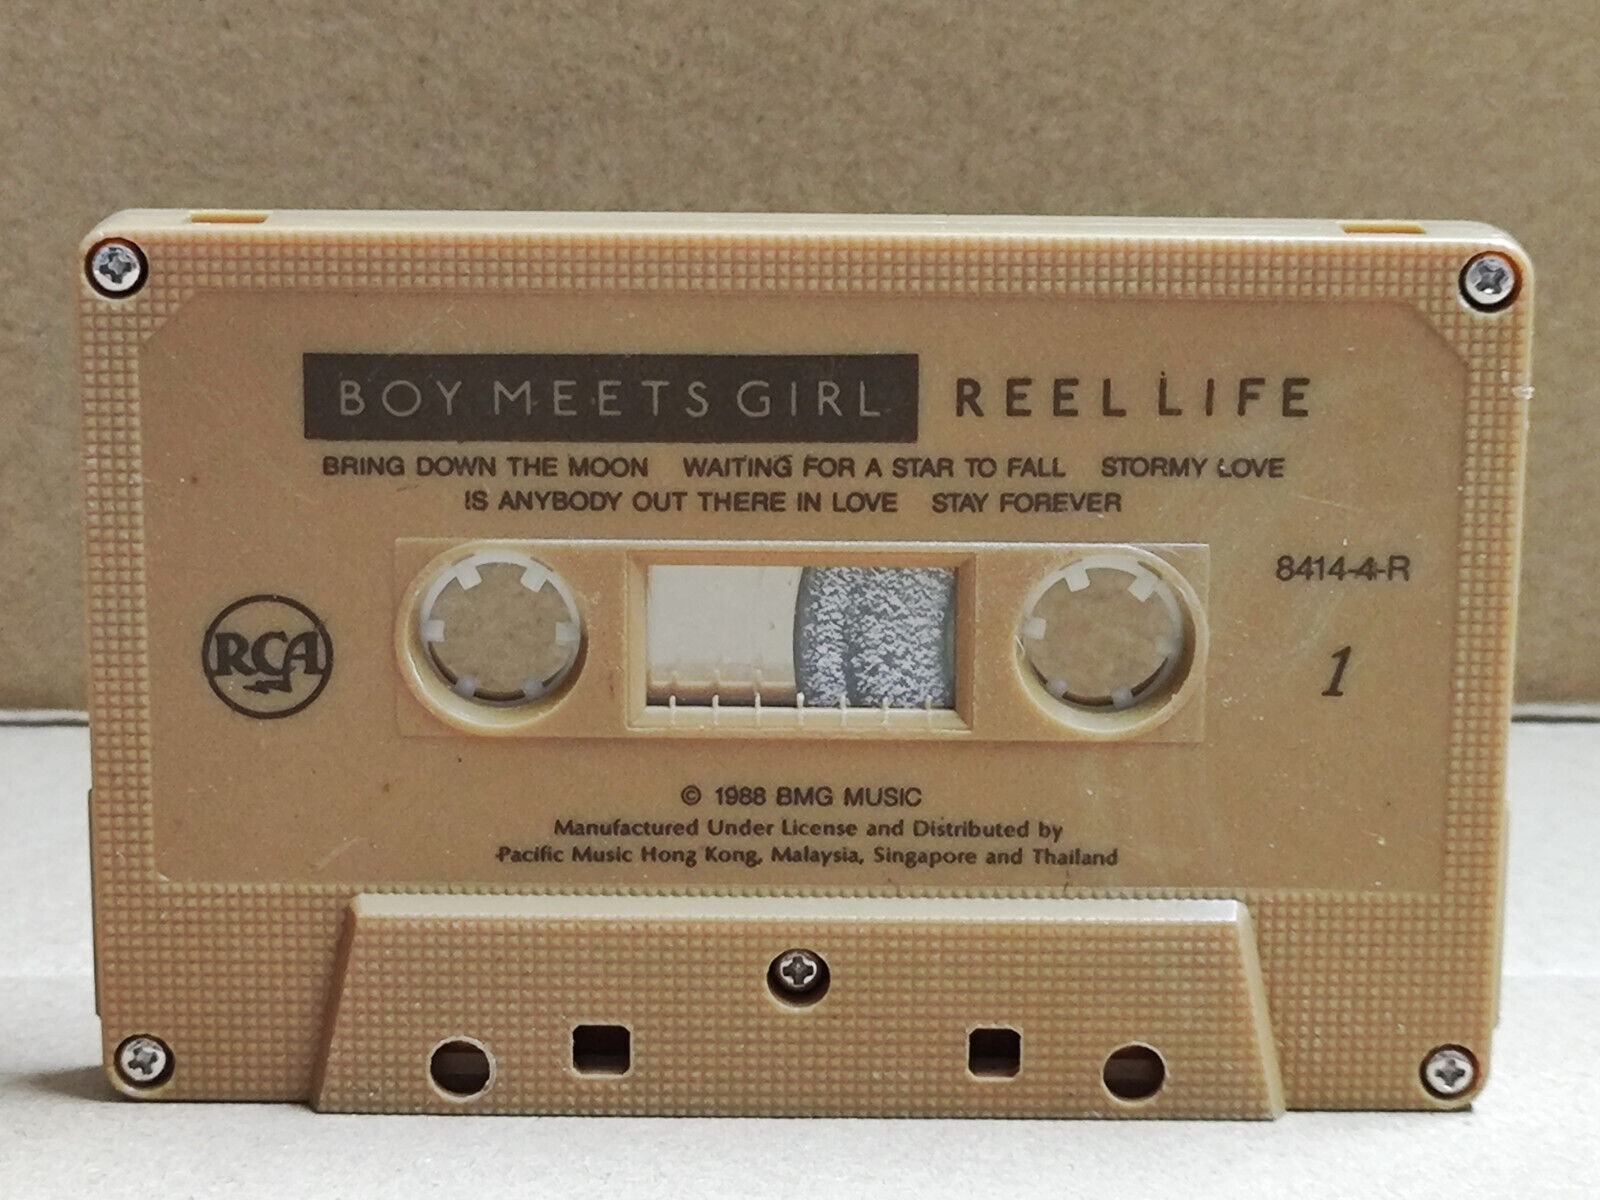 BOY MEETS GIRL REEL LIFE
BRING DOWN THE MOON WAITING FOR A STAR TO FALL STORMY LOVE
IS ANYBODY OUT THERE IN LOVE STAY FOREVER
8414-4-R
RCA
1
© 1988 BMG MUSIC
Manufactured Under License and Distributed by
Pacific Music Hong Kong, Malaysia, Singapore and Thailand